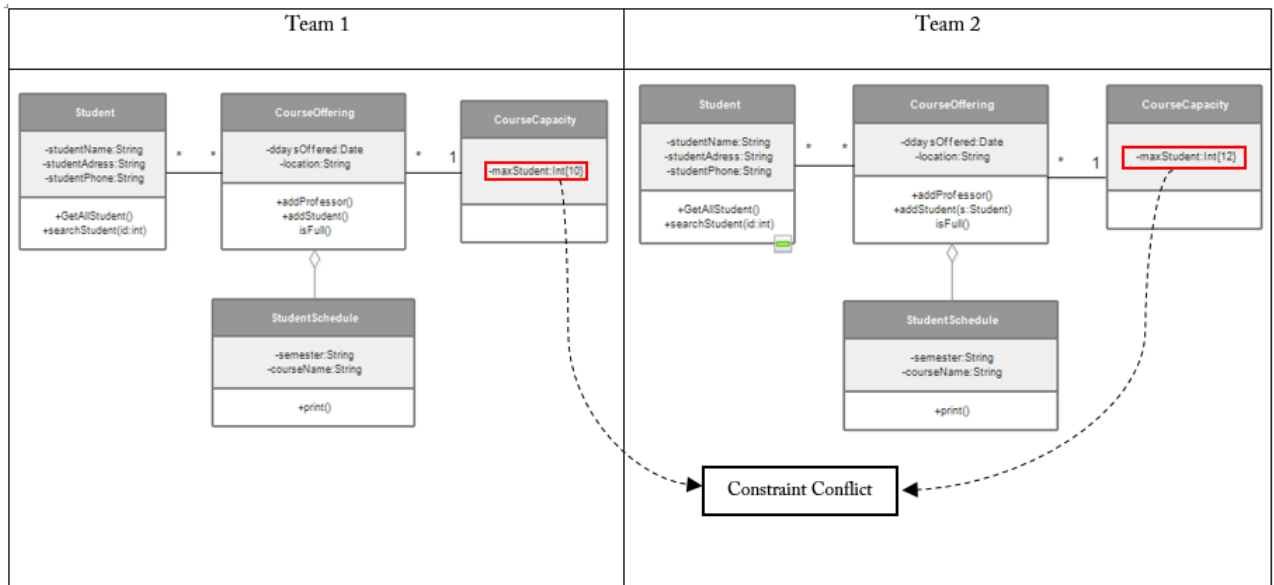 Team 1
Team 2
Student
-studentName:String
-studentAdress:String
-studentPhone:String
+GetAllStudent()
+searchStudent(id:int)
*
*
CourseOffering
-ddaysOffered:Date
-location:String
+addProfessor()
+addStudent()
isFull()
*
1
CourseCapacity
-maxStudent:Int{10}
StudentSchedule
-semester:String
-courseName:String
+print()
Student
-studentName:String
-studentAdress:String
-studentPhone:String
+GetAllStudent()
+searchStudent(id:int)
*
*
CourseOffering
-ddaysOffered:Date
-location:String
+addProfessor()
+addStudent(s:Student)
isFull()
*
1
CourseCapacity
-maxStudent:Int{12}
StudentSchedule
-semester:String
-courseName:String
+print()
Constraint Conflict